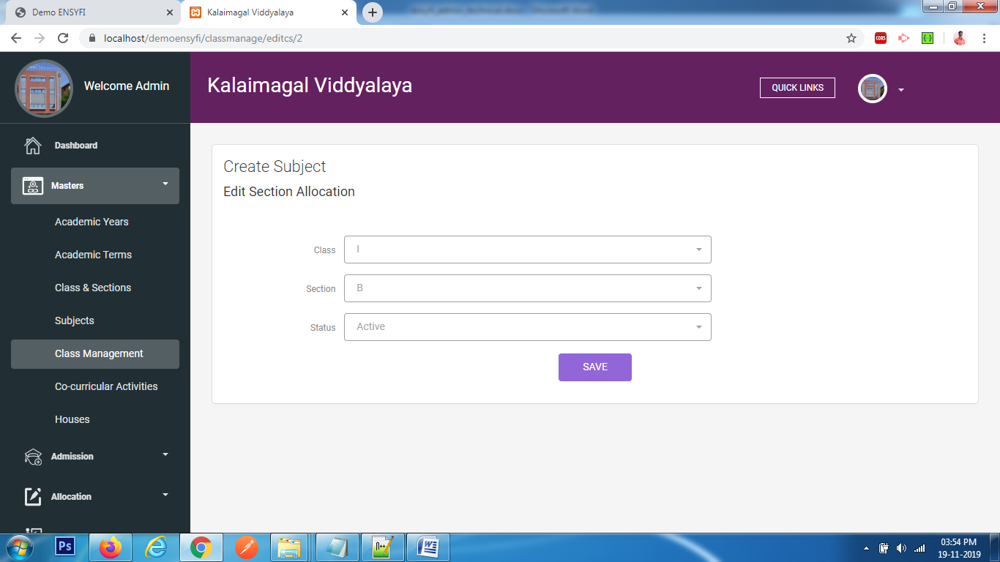 Demo ENSYFI
Kalaimagal Viddyalaya
localhost/demoensyfi/classmanage/editcs/2
CORS
Welcome Admin
Kalaimagal Viddyalaya
QUICK LINKS
Dashboard
Masters
Academic Years
Academic Terms
Class & Sections
Subjects
Class Management
Co-curricular Activities
Houses
Admission
Allocation
Create Subject
Edit Section Allocation
Class
I
Section
B
Status
Active
SAVE
Ps
03:54 PM
19-11-2019